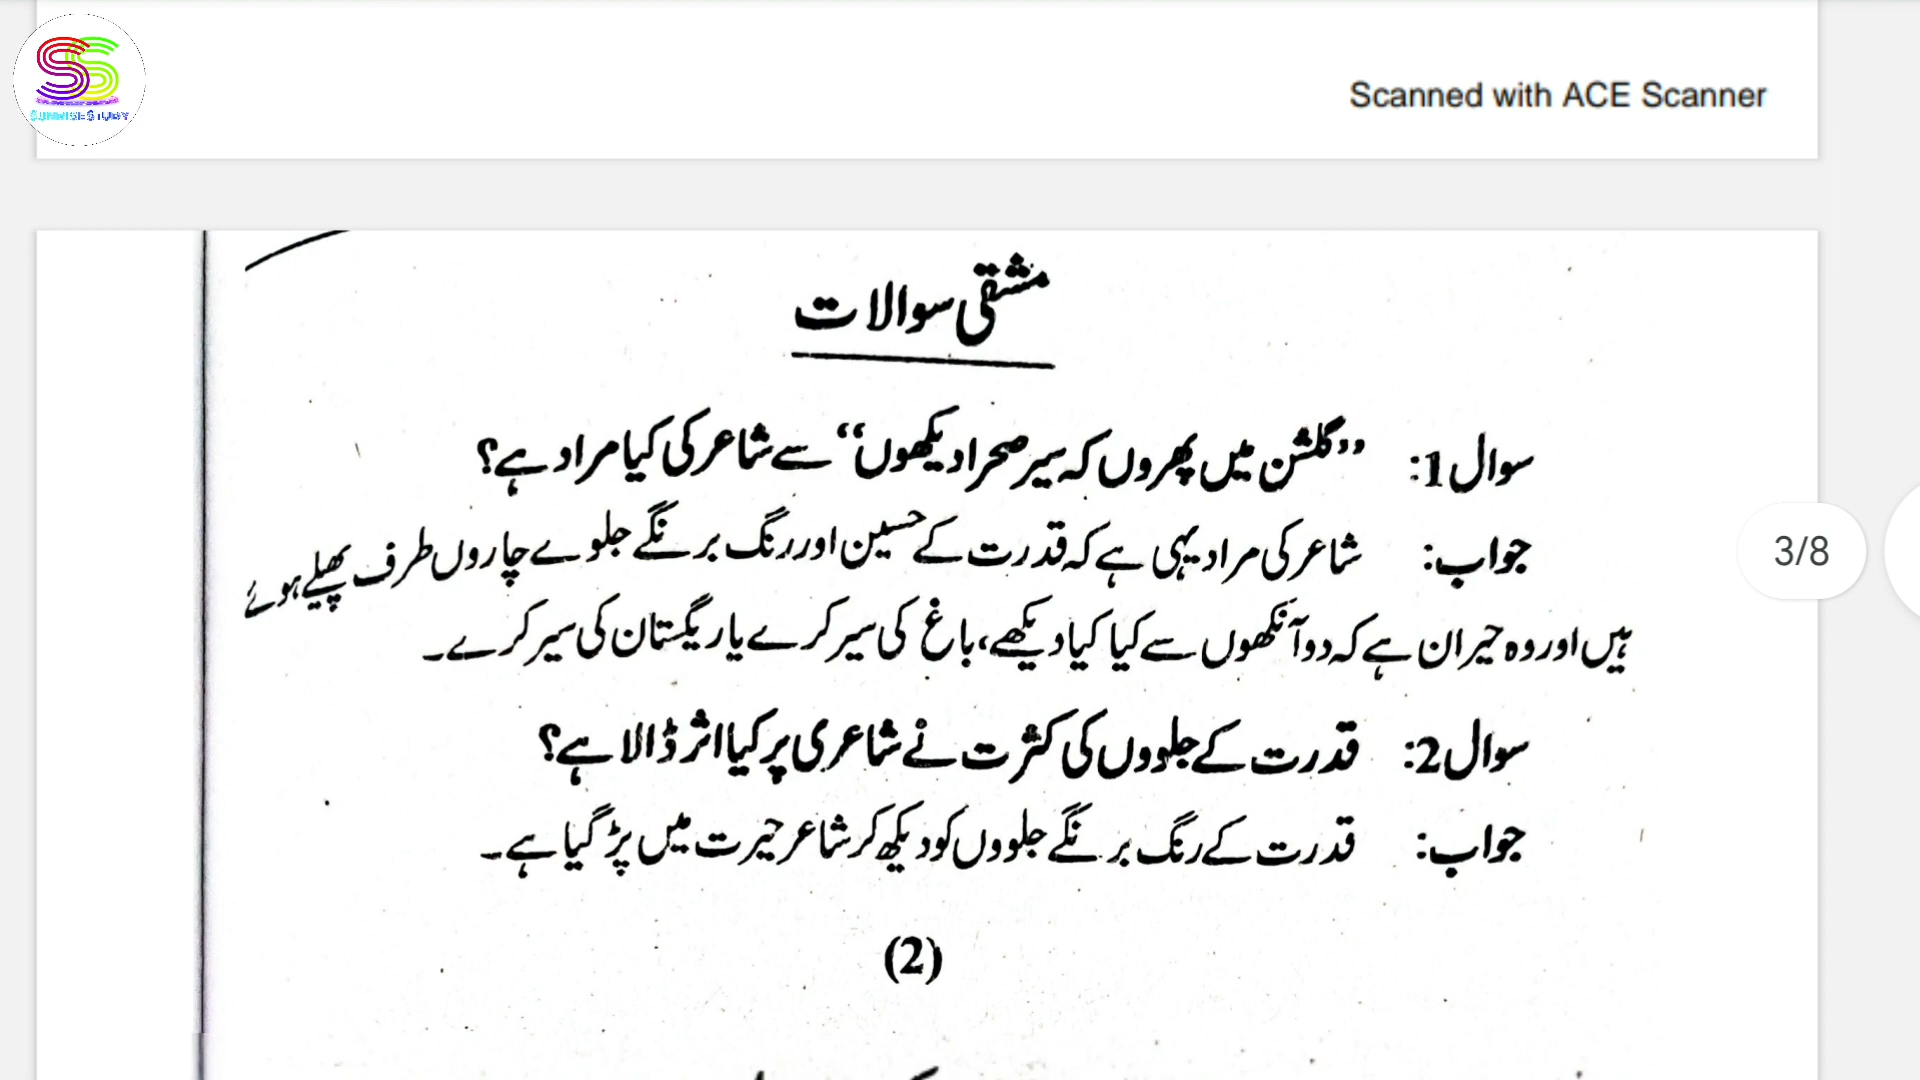 SUNRISE STUDY
Scanned with ACE Scanner
مشقی سوالات
سوال 1: ”گلشن میں پھروں کہ سیر صحرا دیکھوں“ سے شاعر کی کیا مراد ہے؟
جواب: شاعر کی مراد یہی ہے کہ قدرت کے حسین اور رنگ برنگے جلوے چاروں طرف پھیلے ہوئے
ہیں اور وہ حیران ہے کہ دو آنکھوں سے کیا کیا دیکھے، باغ کی سیر کرے یا ریگستان کی سیر کرے۔
3/8
سوال 2: قدرت کے جلووں کی کثرت نے شاعری پر کیا اثر ڈالا ہے؟
جواب: قدرت کے رنگ برنگے جلووں کو دیکھ کر شاعر حیرت میں پڑ گیا ہے۔
(2)